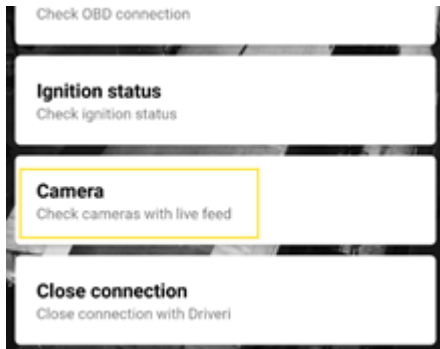 Check OBD connection
Ignition status
Check ignition status
Camera
Check cameras with live feed
Close connection
Close connection with Driveri